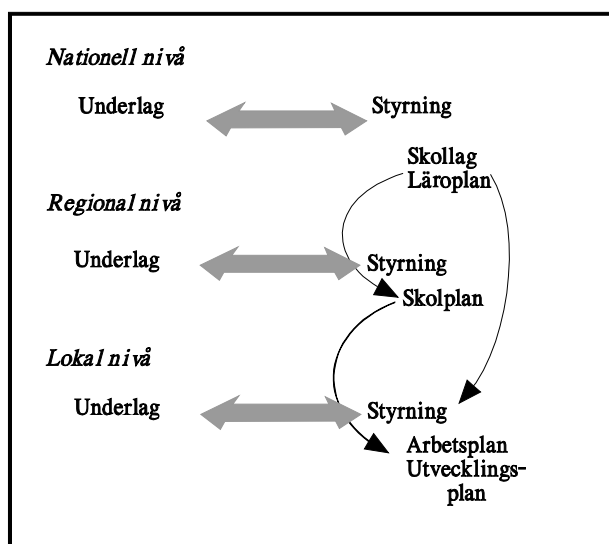 Nationell nivå
Underlag Styrning
Skollag
Läroplan
Regional nivå
Underlag Styrning
Skolplan
Lokal nivå
Underlag Styrning
Arbetsplan
Utvecklings-
plan